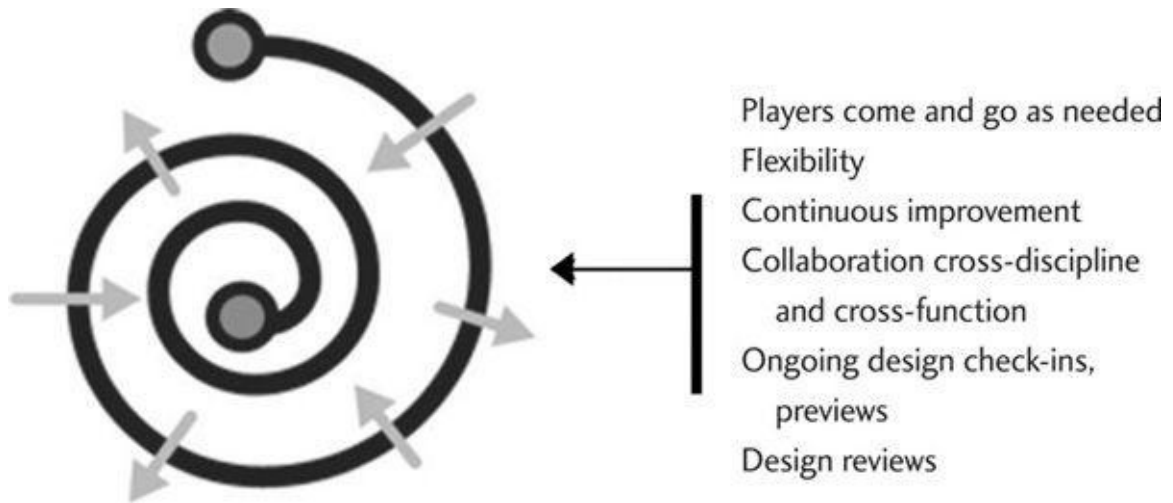 Players come and go as needed
Flexibility
Continuous improvement
Collaboration cross-discipline
and cross-function
Ongoing design check-ins,
previews
Design reviews